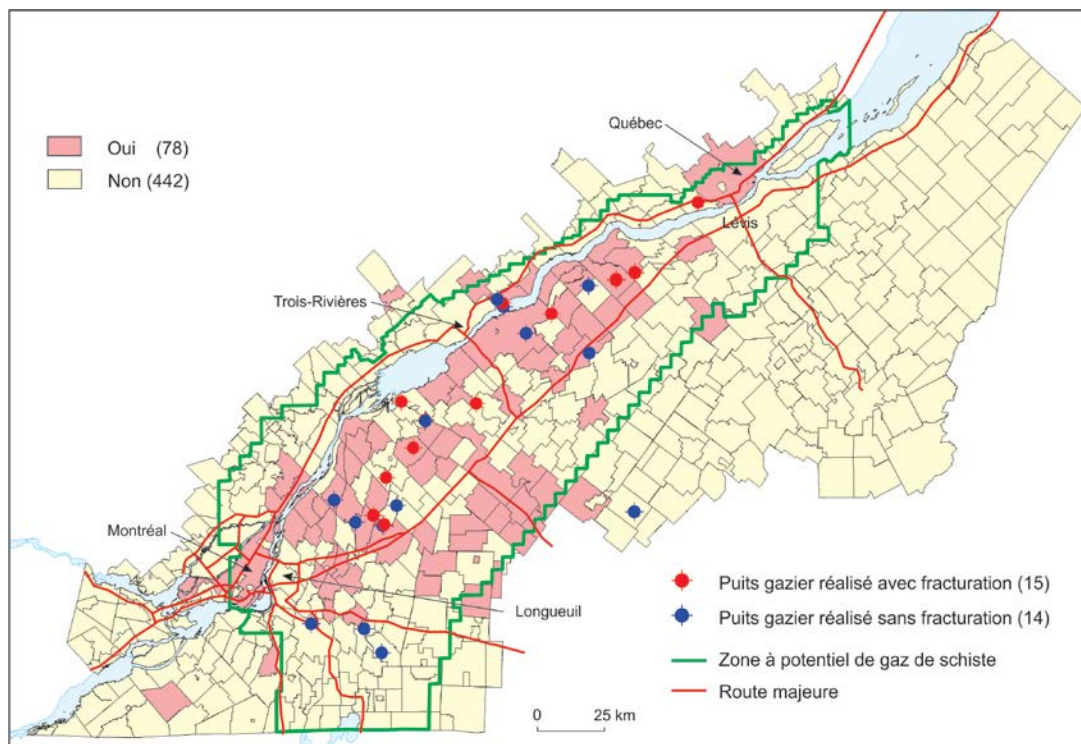 Québec
Oui (78)
Non (442)
Lévis
Trois-Rivières
Montréal
Longueuil
Puits gazier réalisé avec fracturation (15)
Puits gazier réalisé sans fracturation (14)
Zone à potentiel de gaz de schiste
Route majeure
0 25 km